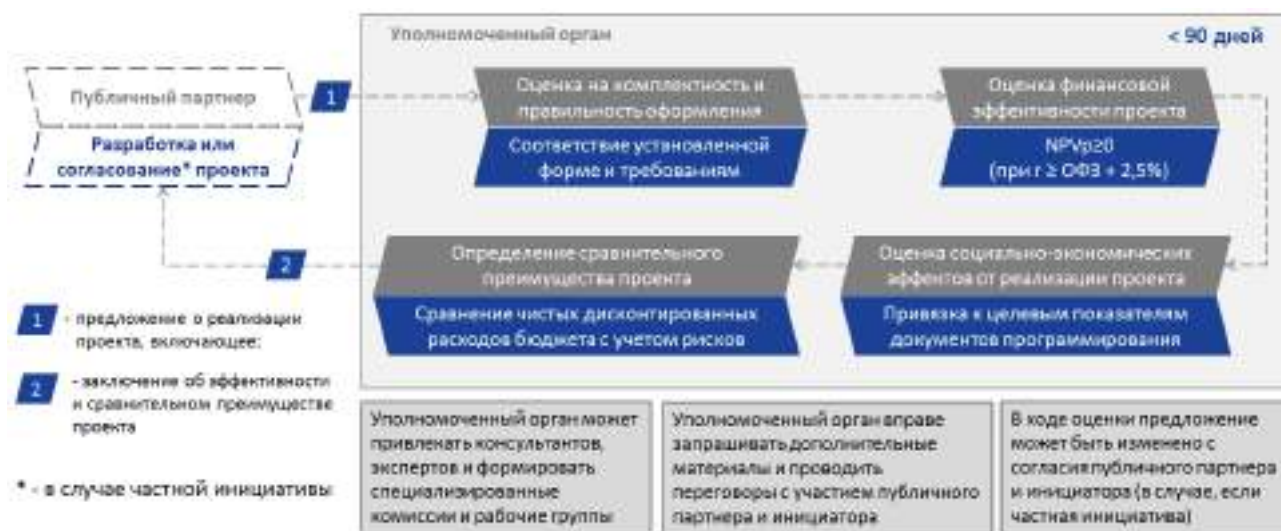 Уполномоченный орган
< 90 дней
Публичный партнер
Разработка или
согласование* проекта
1
Оценка на комплектность и
правильность оформления
Соответствие установленной
форме и требованиям
Оценка финансовой
эффективности проекта
NPVp≥0
(при r ≥ ОФЗ + 2,5%)
2
Определение сравнительного
преимущества проекта
Сравнение чистых дисконтированных
расходов бюджета с учетом рисков
Оценка социально-экономических
эффентов от реализации проекта
Привязка к целевым показателям
документов программирования
1 - предложение о реализации
проекта, включающее:
2 - заключение об эффективности
и сравнительном преимуществе
проекта
* - в случае частной инициативы
Уполномоченный орган может
привлекать консультантов,
экспертов и формировать
специализированные
комиссии и рабочие группы
Уполномоченный орган вправе
запрашивать дополнительные
материалы и проводить
переговоры с участием публичного
партнера и инициатора
В ходе оценки предложение
может быть изменено с
согласия публичного партнера
и инициатора (в случае, если
частная инициатива)